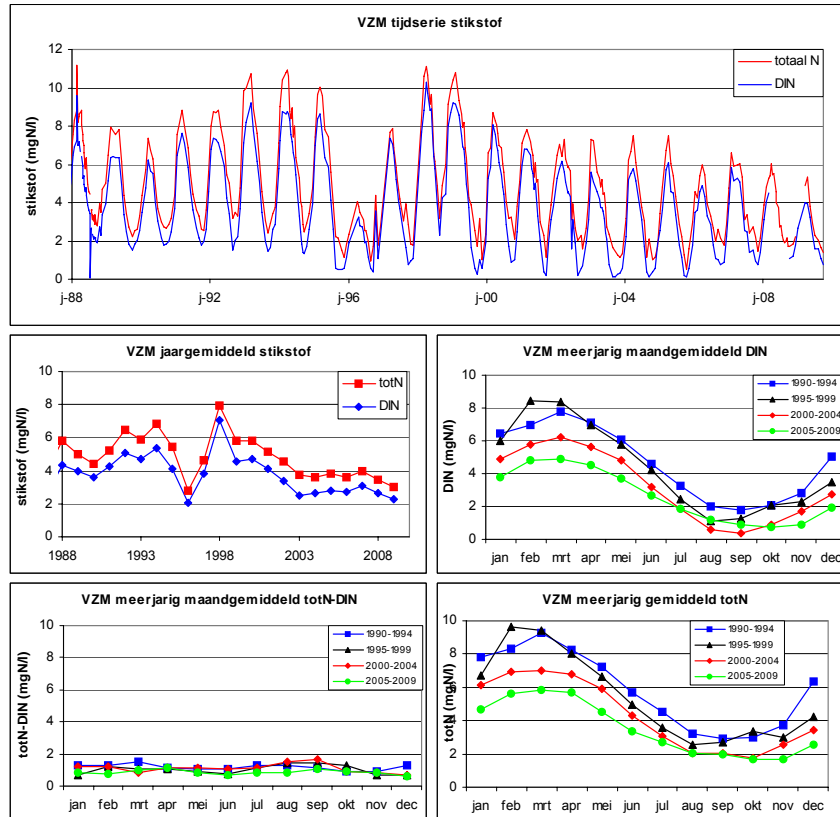 VZM tijdserie stikstof
stikstof (mgN/l)
12
10
8
6
4
2
0
j-88
j-92
j-96
j-00
j-04
j-08
totaal N
DIN
VZM jaargemiddeld stikstof
stikstof (mgN/l)
10
8
6
4
2
0
1988
1993
1998
2003
2008
totN
DIN
VZM meerjarig maandgemiddeld DIN
DIN (mgN/l)
10
8
6
4
2
0
jan feb mrt apr mei jun jul aug sep okt nov dec
1990-1994
1995-1999
2000-2004
2005-2009
VZM meerjarig maandgemiddeld totN-DIN
totN-DIN (mgN/l)
10
8
6
4
2
0
jan feb mrt apr mei jun jul aug sep okt nov dec
1990-1994
1995-1999
2000-2004
2005-2009
VZM meerjarig gemiddeld totN
totN (mgN/l)
10
8
6
4
2
0
jan feb mrt apr mei jun jul aug sep okt nov dec
1990-1994
1995-1999
2000-2004
2005-2009